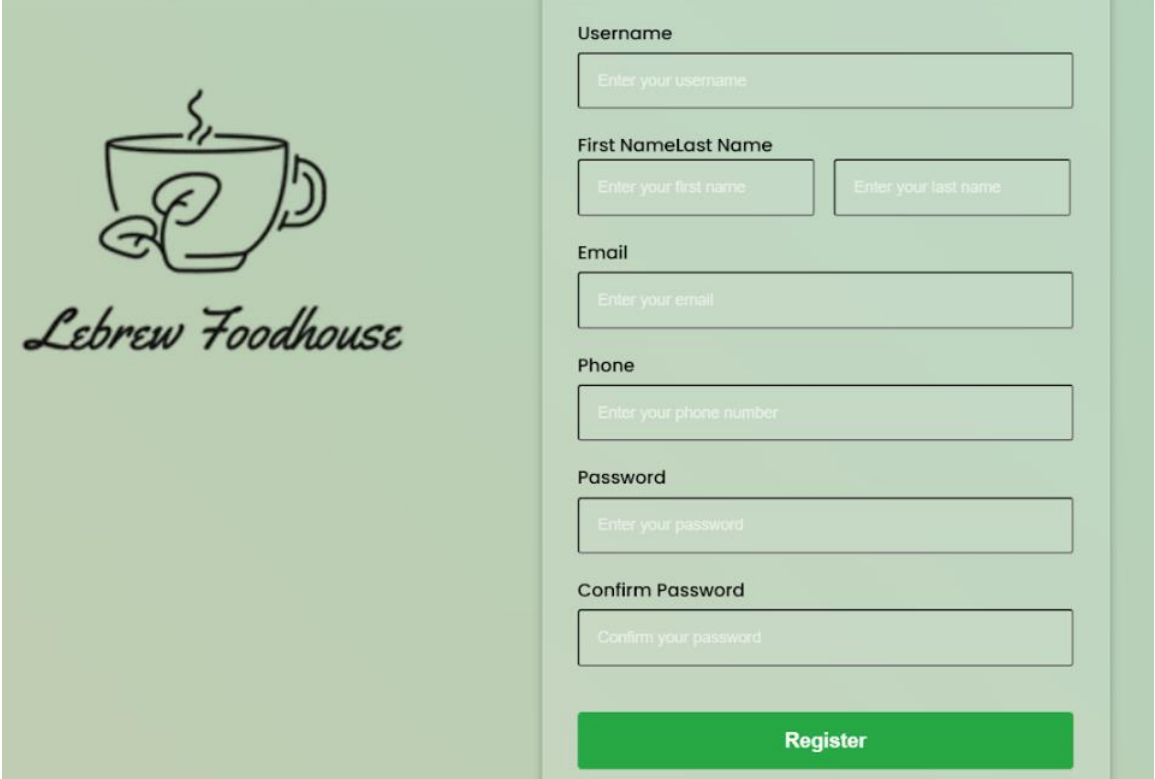 Lebrew Foodhouse
Username
Enter your username
First NameLast Name
Enter your first name Enter your last name
Email
Enter your email
Phone
Enter your phone number
Password
Enter your password
Confirm Password
Confirm your password
Register